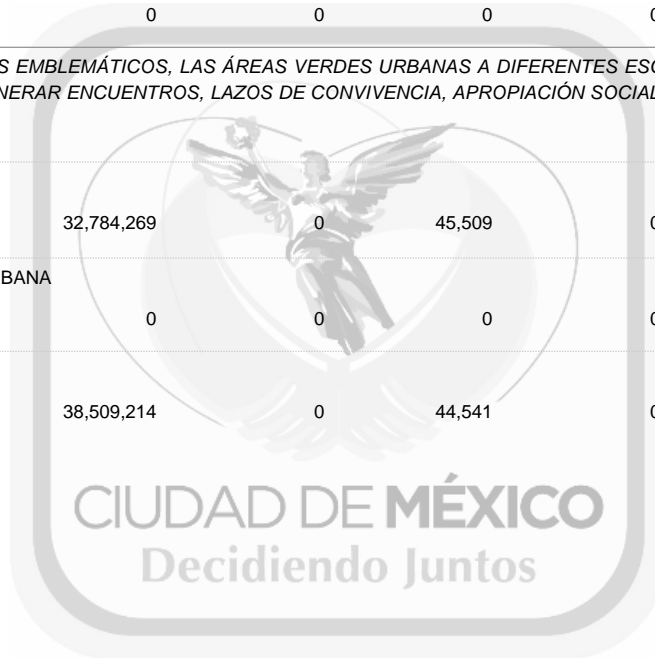 0 0 0 0
S EMBLEMÁTICOS, LAS ÁREAS VERDES URBANAS A DIFERENTES ESC
NERAR ENCUENTROS, LAZOS DE CONVIVENCIA, APROPIACIÓN SOCIAL
32,784,269 0 45,509 0
BANA
0 0 0 0
38,509,214 0 44,541 0
CIUDAD DE MÉXICO
Decidiendo Juntos